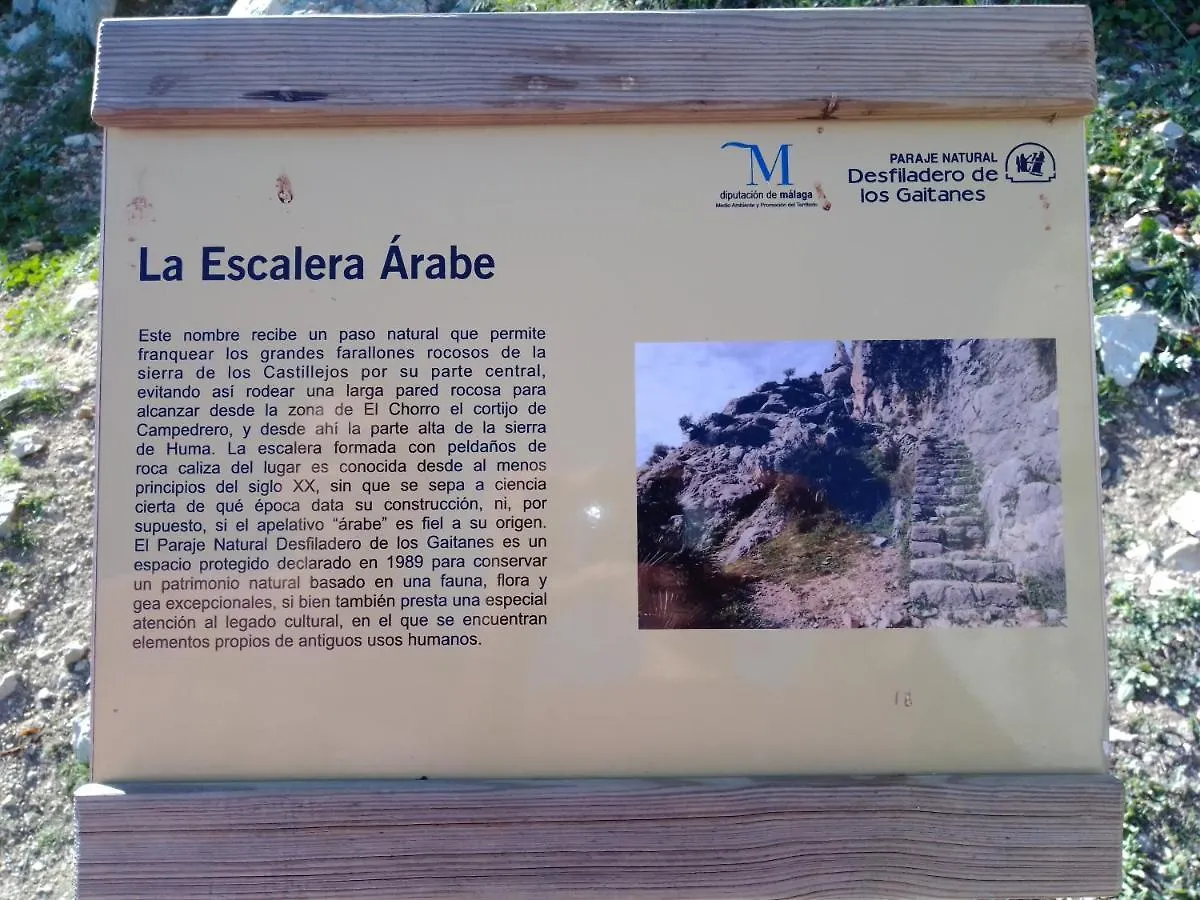 M
diputación de málaga
Medio Ambiente y Promoción del Territorio
PARAJE NATURAL
Desfiladero de
los Gaitanes
La Escalera Árabe
Este nombre recibe un paso natural que permite
franquear los grandes farallones rocosos de la
sierra de los Castillejos por su parte central,
evitando así rodear una larga pared rocosa para
alcanzar desde la zona de El Chorro el cortijo de
Campedrero, y desde ahí la parte alta de la sierra
de Huma. La escalera formada con peldaños de
roca caliza del lugar es conocida desde al menos
principios del siglo XX, sin que se sepa a ciencia
cierta de qué época data su construcción, ni, por
supuesto, si el apelativo “árabe” es fiel a su origen.
El Paraje Natural Desfiladero de los Gaitanes es un
espacio protegido declarado en 1989 para conservar
un patrimonio natural basado en una fauna, flora y
gea excepcionales, si bien también presta una especial
atención al legado cultural, en el que se encuentran
elementos propios de antiguos usos humanos.